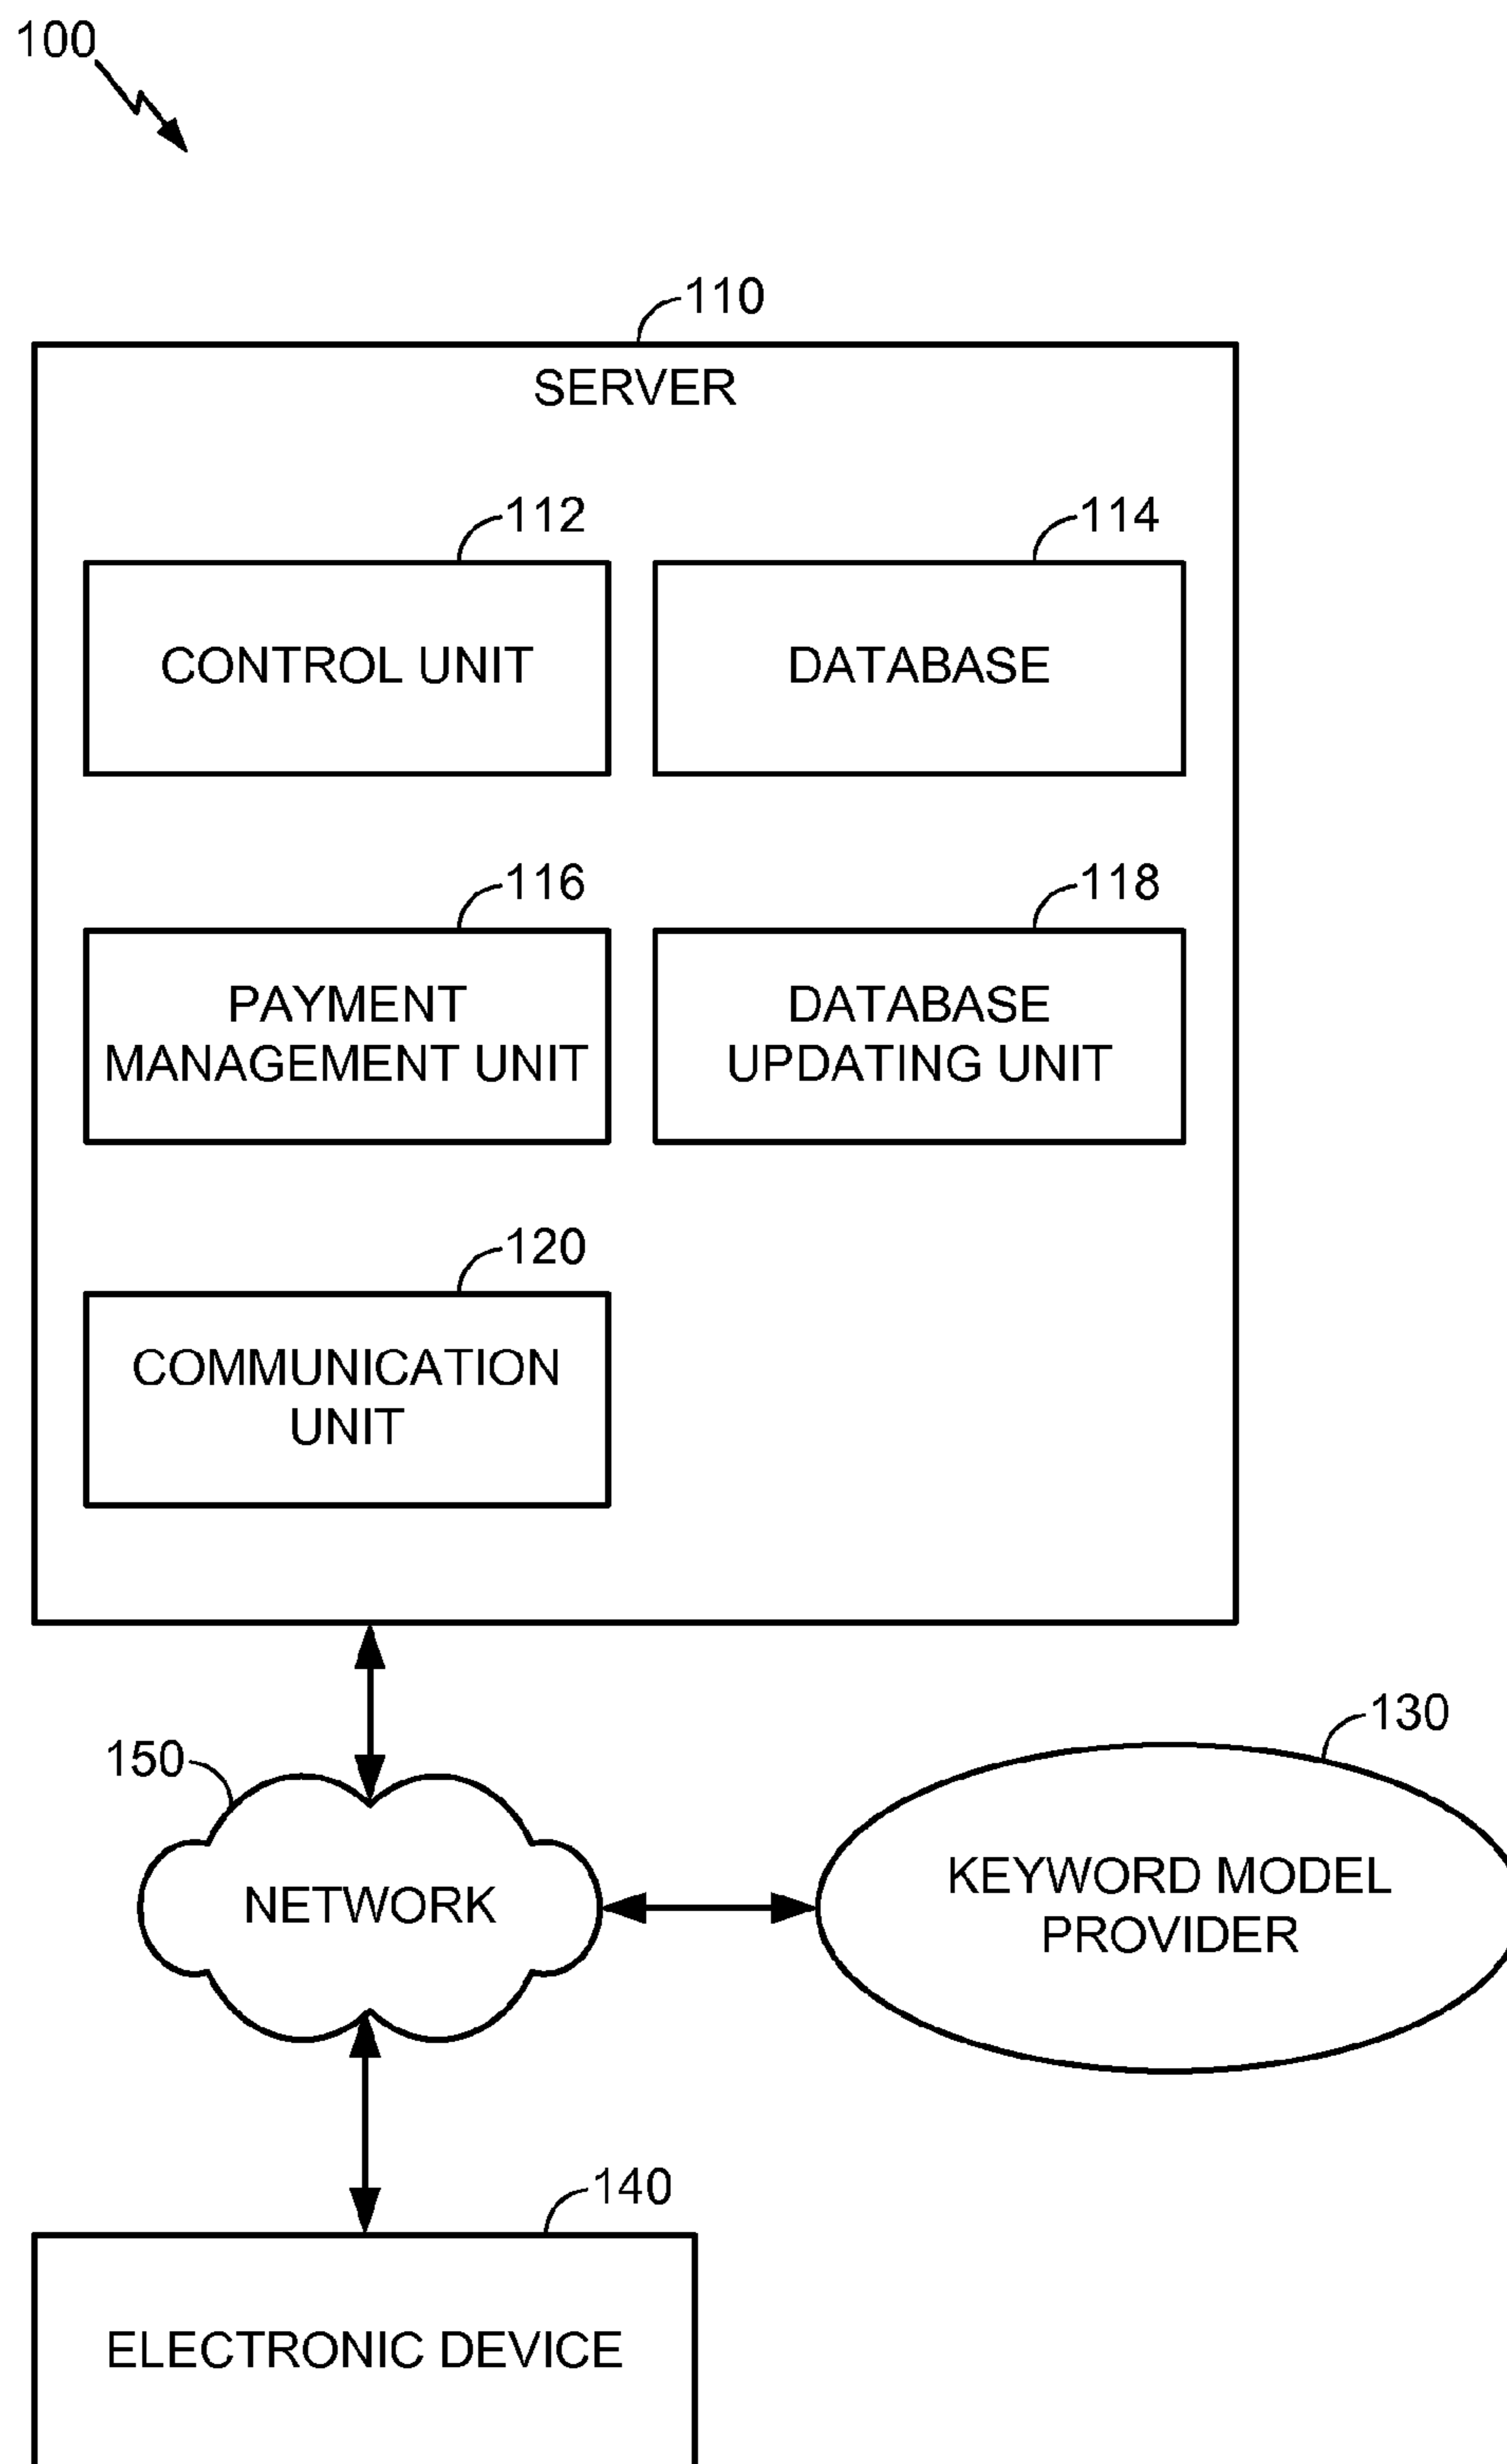 100
110
SERVER
112
114
CONTROL UNIT
DATABASE
116
118
PAYMENT
MANAGEMENT UNIT
DATABASE
UPDATING UNIT
120
COMMUNICATION
UNIT
130
150
KEYWORD MODEL
PROVIDER
NETWORK
140
ELECTRONIC DEVICE